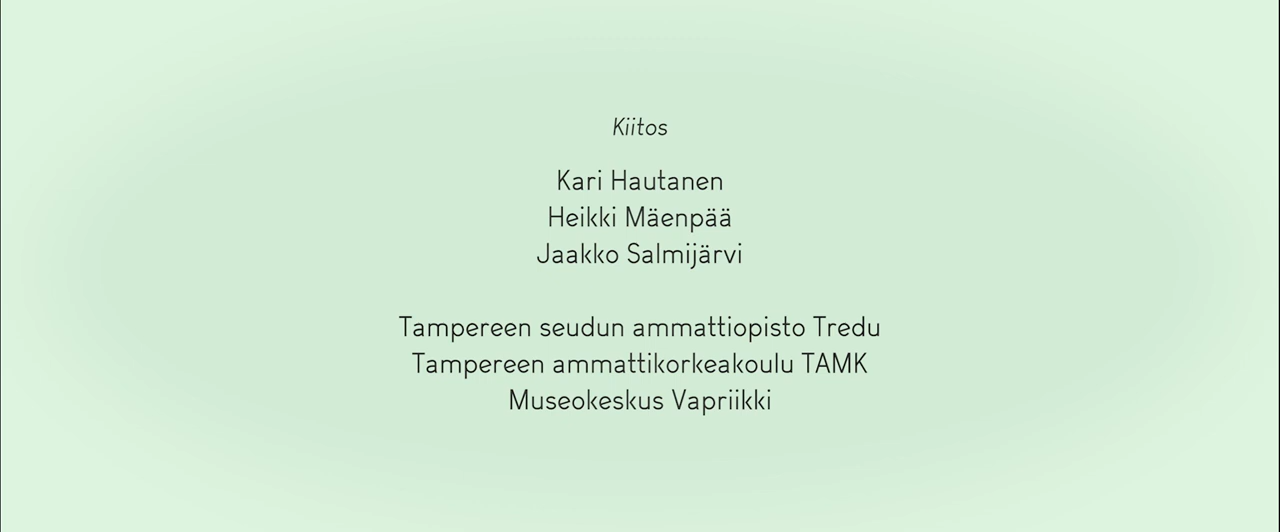 Kiitos
Kari Hautanen
Heikki Mäenpää
Jaakko Salmijärvi
Tampereen seudun ammattiopisto Tredu
Tampereen ammattikorkeakoulu TAMK
Museokeskus Vapriikki